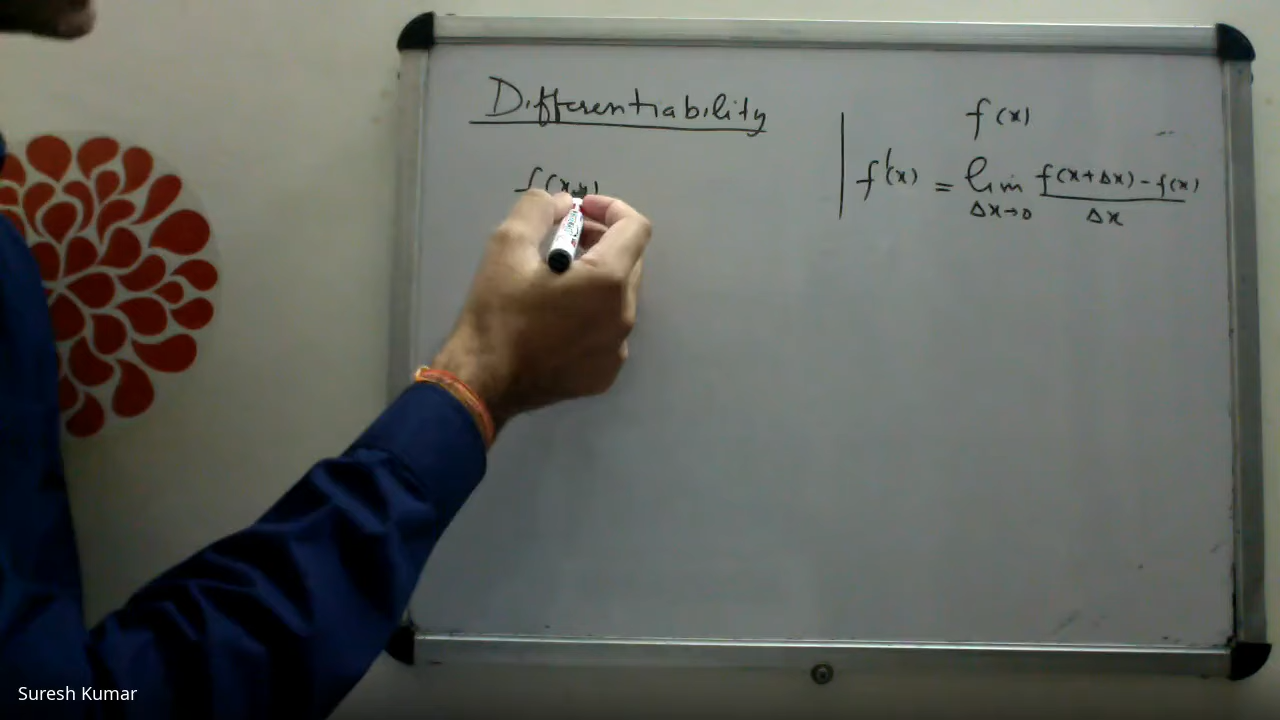 Differentiability
f(x,y)
f(x)
f'(x) = lim Δx→0 f(x+Δx) - f(x) / Δx
Suresh Kumar